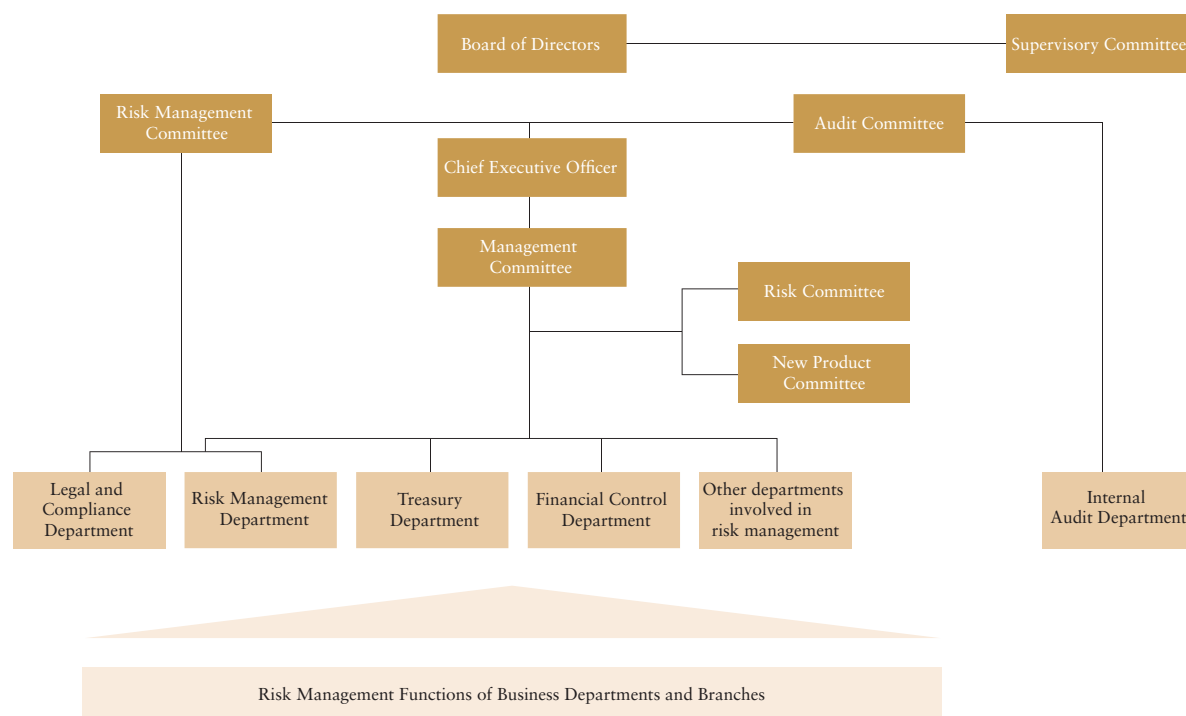 Board of Directors
Supervisory Committee
Risk Management
Committee
Audit Committee
Chief Executive Officer
Management
Committee
Risk Committee
New Product
Committee
Legal and
Compliance
Department
Risk Management
Department
Treasury
Department
Financial Control
Department
Other departments
involved in
risk management
Internal
Audit Department
Risk Management Functions of Business Departments and Branches